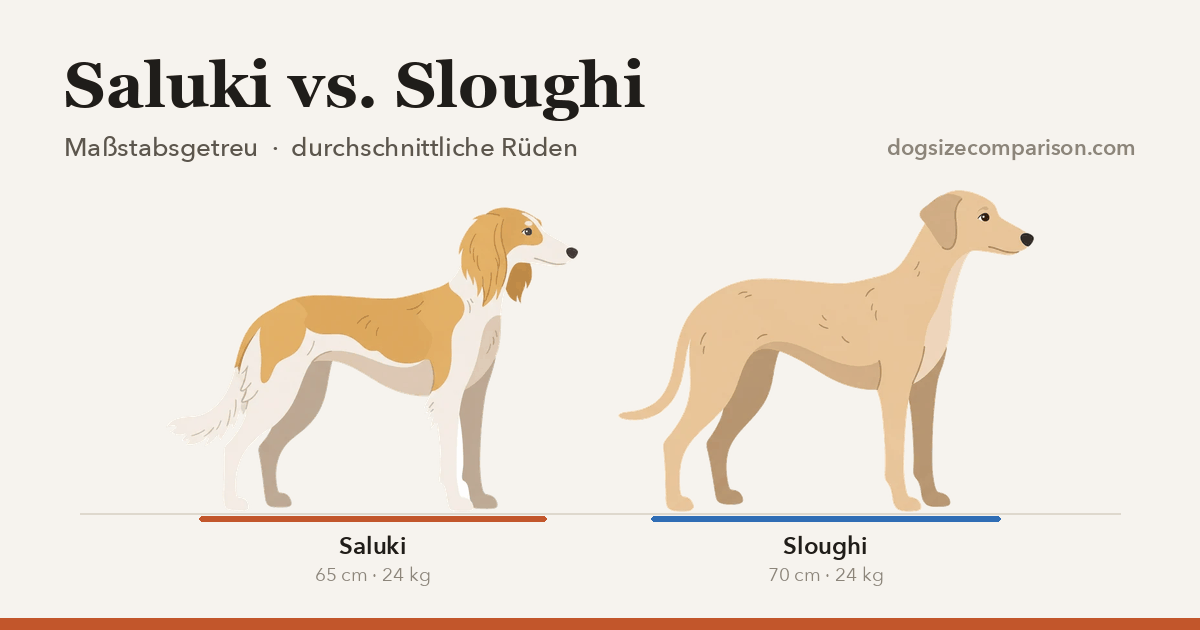 Saluki vs. Sloughi
Maßstabsgetreu · durchschnittliche Rüden
dogsizecomparison.com
Saluki
65 cm · 24 kg
Sloughi
70 cm · 24 kg